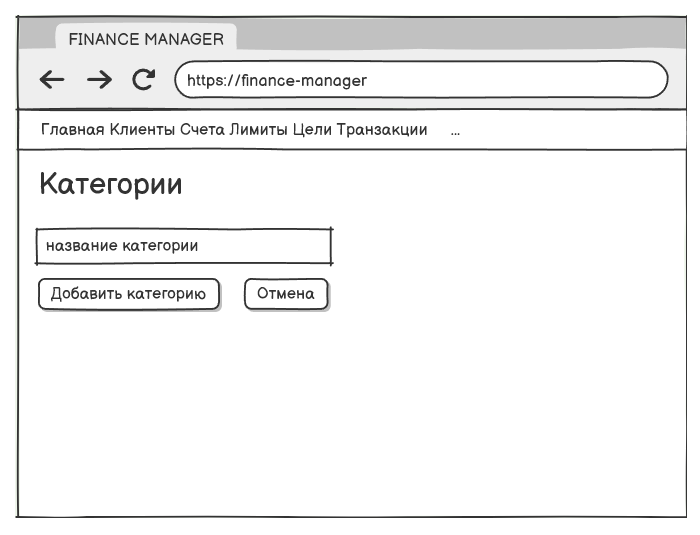 FINANCE MANAGER
https://finance-manager
Главная Клиенты Счета Лимиты Цели Транзакции ...
Категории
название категории
Добавить категорию Отмена